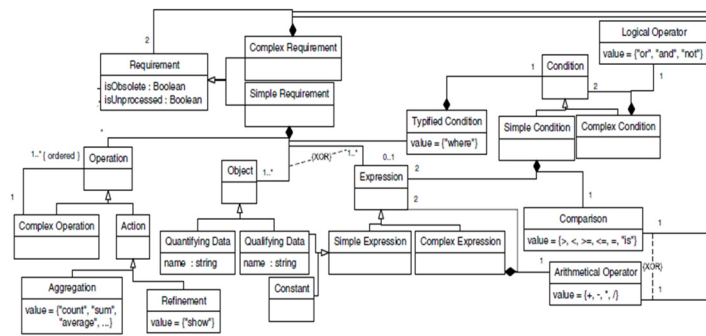 Logical Operator
value = {"or", "and", "not"}
2
Complex Requirement
Requirement
isObsolete : Boolean
isUnprocessed : Boolean
Simple Requirement
1
Condition
2
1
Typified Condition
value = {"where"}
Simple Condition
Complex Condition
*
1..* { ordered }
Operation
Object
1..*
{XOR}
1..*
0..1
Expression
2
2
1
1
Complex Operation
Action
Quantifying Data
name : string
Qualifying Data
name : string
Simple Expression
Complex Expression
Comparison
value = {>, <, >=, <=, =, "is"}
1
{XOR}
Constant
1
Arithmetical Operator
value = {+, -, *, /}
1
Aggregation
value = {"count", "sum",
"average", ...}
Refinement
value = {"show"}